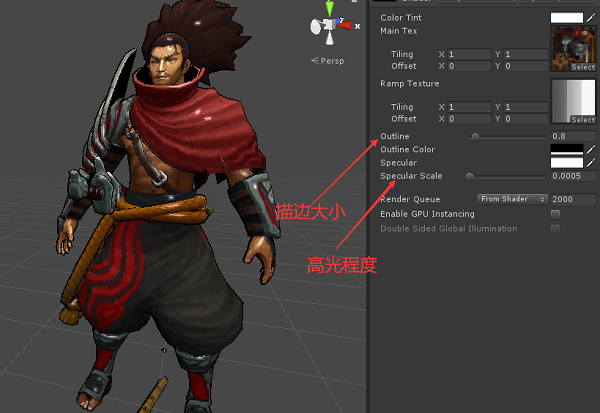 Color Tint
Main Tex
Tiling X 1 Y 1
Offset X 0 Y 0
Select
Ramp Texture
Tiling X 1 Y 1
Offset X 0 Y 0
Select
Outline 0.8
Outline Color
Specular
Specular Scale 0.0005
Render Queue From Shader 2000
Enable GPU Instancing
Double Sided Global Illumination
x
Persp
描边大小
高光程度